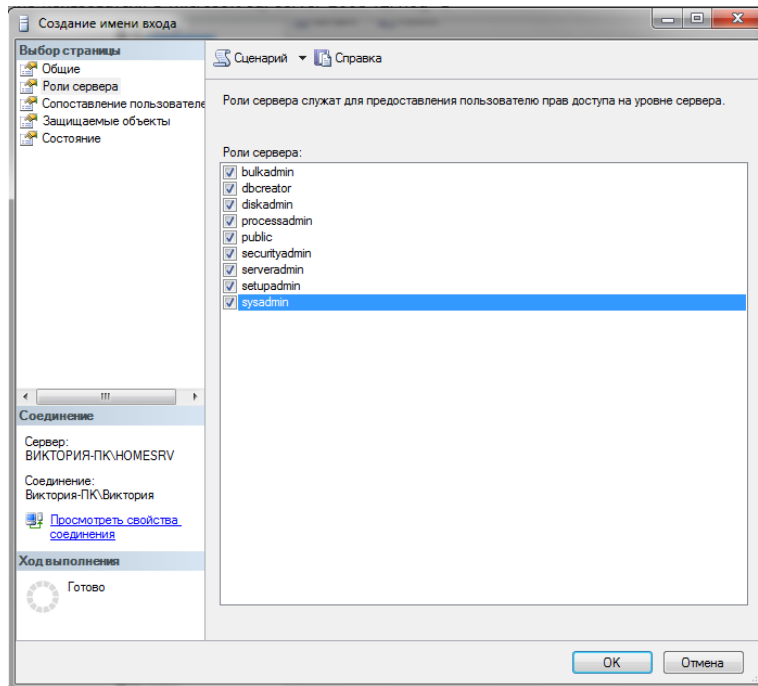 Создание имени входа
Выбор страницы
Общие
Роли сервера
Сопоставление пользователе
Защищаемые объекты
Состояние
Сценарий
Справка
Роли сервера служат для предоставления пользователю прав доступа на уровне сервера.
Роли сервера:
bulkadmin
dbcreator
diskadmin
processadmin
public
securityadmin
serveradmin
setupadmin
sysadmin
Соединение
Сервер:
ВИКТОРИЯ-ПК\HOMESRV
Соединение:
Виктория-ПК\Виктория
Просмотреть свойства
соединения
Ход выполнения
Готово
OK
Отмена